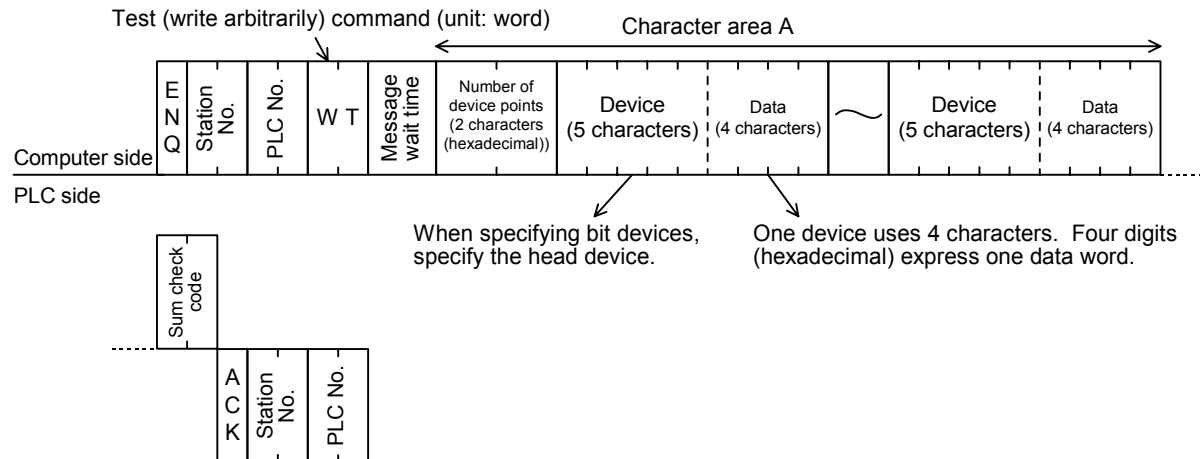 Test (write arbitrarily) command (unit: word)
Character area A
E
N
Q
Station
No.
PLC No.
W T
Message
wait time
Number of
device points
(2 characters
(hexadecimal))
Device
(5 characters)
Data
(4 characters)
Device
(5 characters)
Data
(4 characters)
Computer side
PLC side
When specifying bit devices,
specify the head device.
One device uses 4 characters.  Four digits
(hexadecimal) express one data word.
Sum check
code
A
C
K
Station
No.
PLC No.